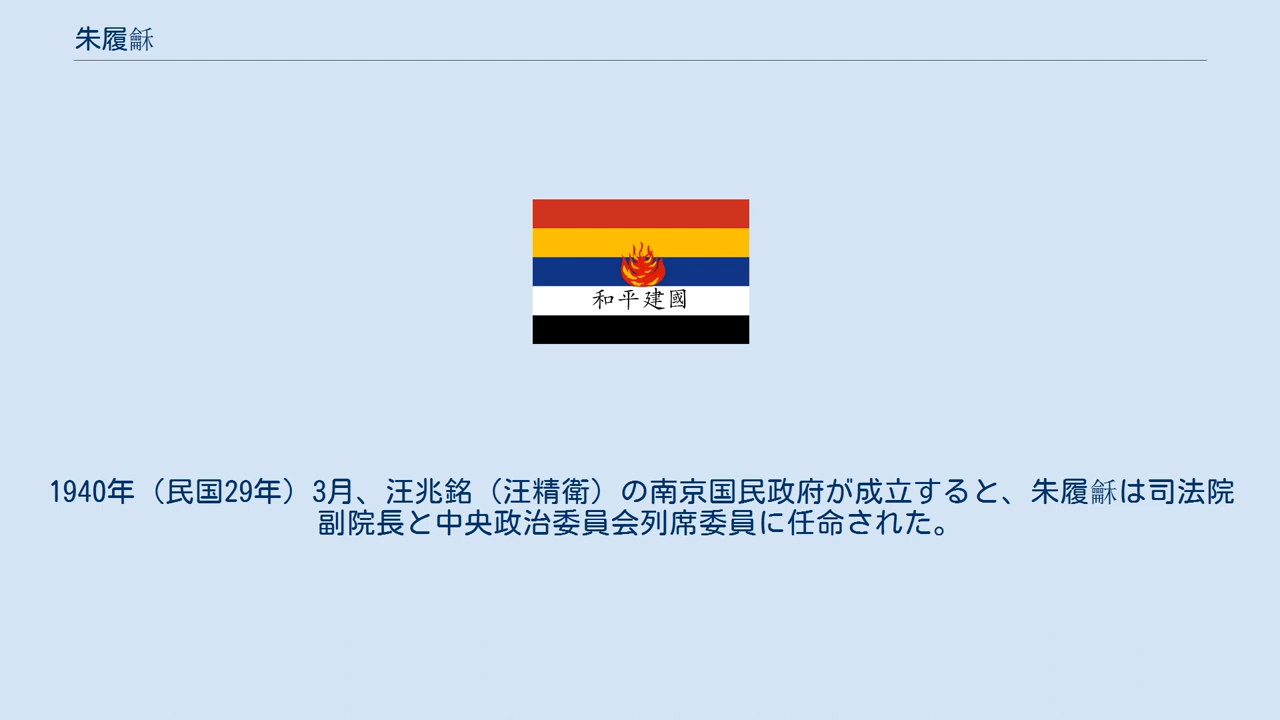 朱履龢
和平建國
1940年（民国29年）3月、汪兆銘（汪精衛）の南京国民政府が成立すると、朱履龢は司法院
副院長と中央政治委員会列席委員に任命された。